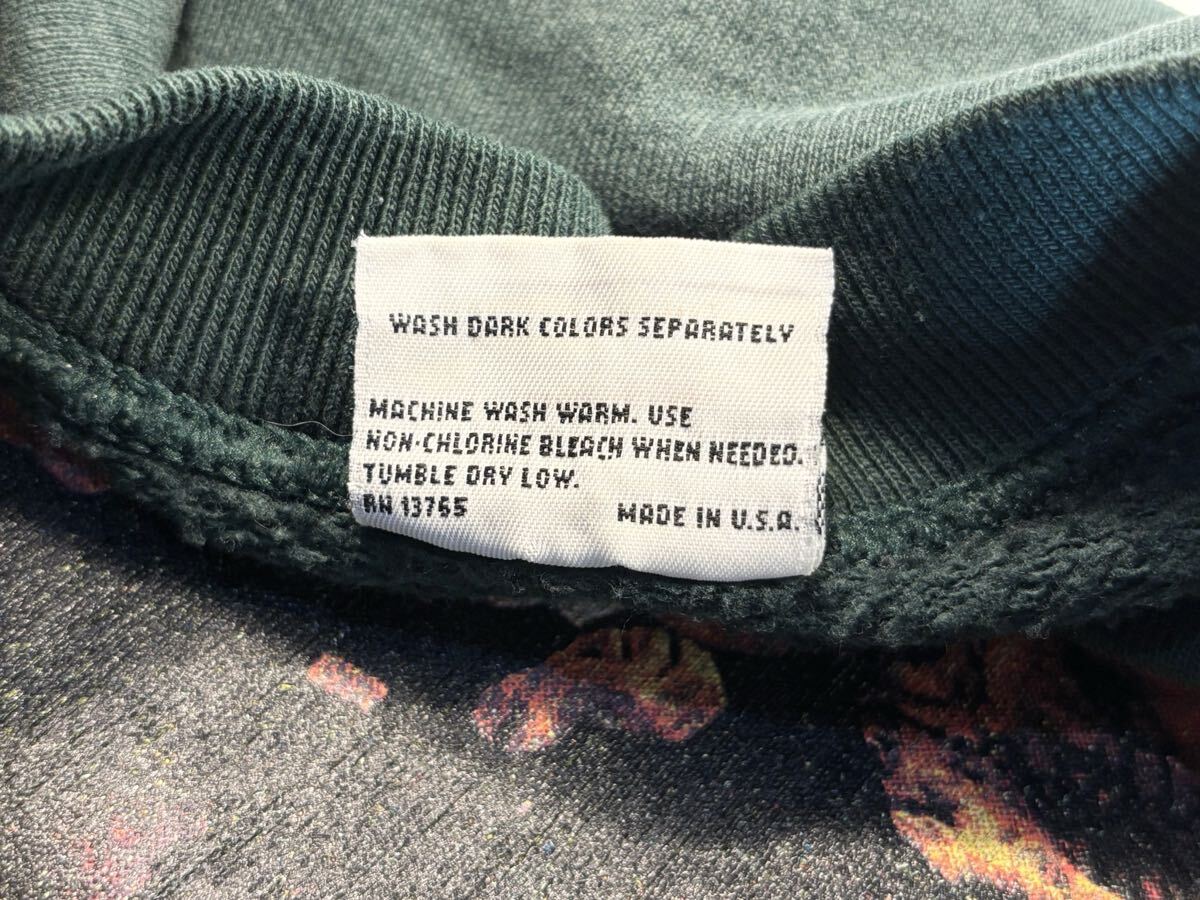 WASH DARK COLORS SEPARATELY
MACHINE WASH WARM. USE
NON-CHLORINE BLEACH WHEN NEEDED.
TUMBLE DRY LOW.
RN 13765 MADE IN U.S.A.